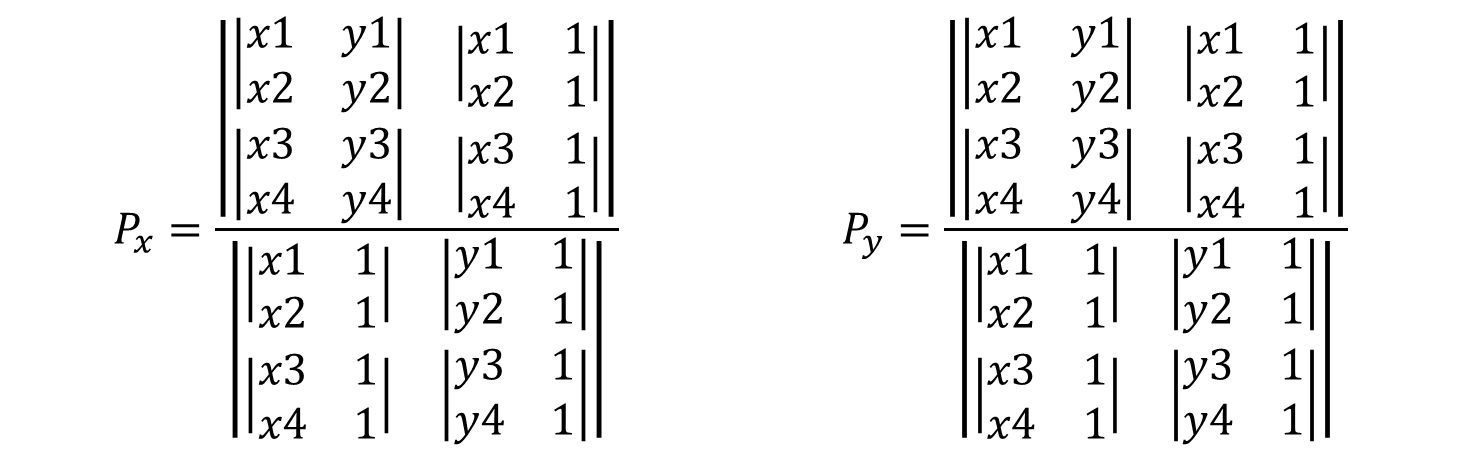 |x1 y1| |x1 1| |x1 y1| |x1 1|
|x2 y2| |x2 1| |x2 y2| |x2 1|
|x3 y3| |x3 1| |x3 y3| |x3 1|
|x4 y4| |x4 1| |x4 y4| |x4 1|
Px = Py =
|x1 1| |y1 1| |x1 1| |y1 1|
|x2 1| |y2 1| |x2 1| |y2 1|
|x3 1| |y3 1| |x3 1| |y3 1|
|x4 1| |y4 1| |x4 1| |y4 1|